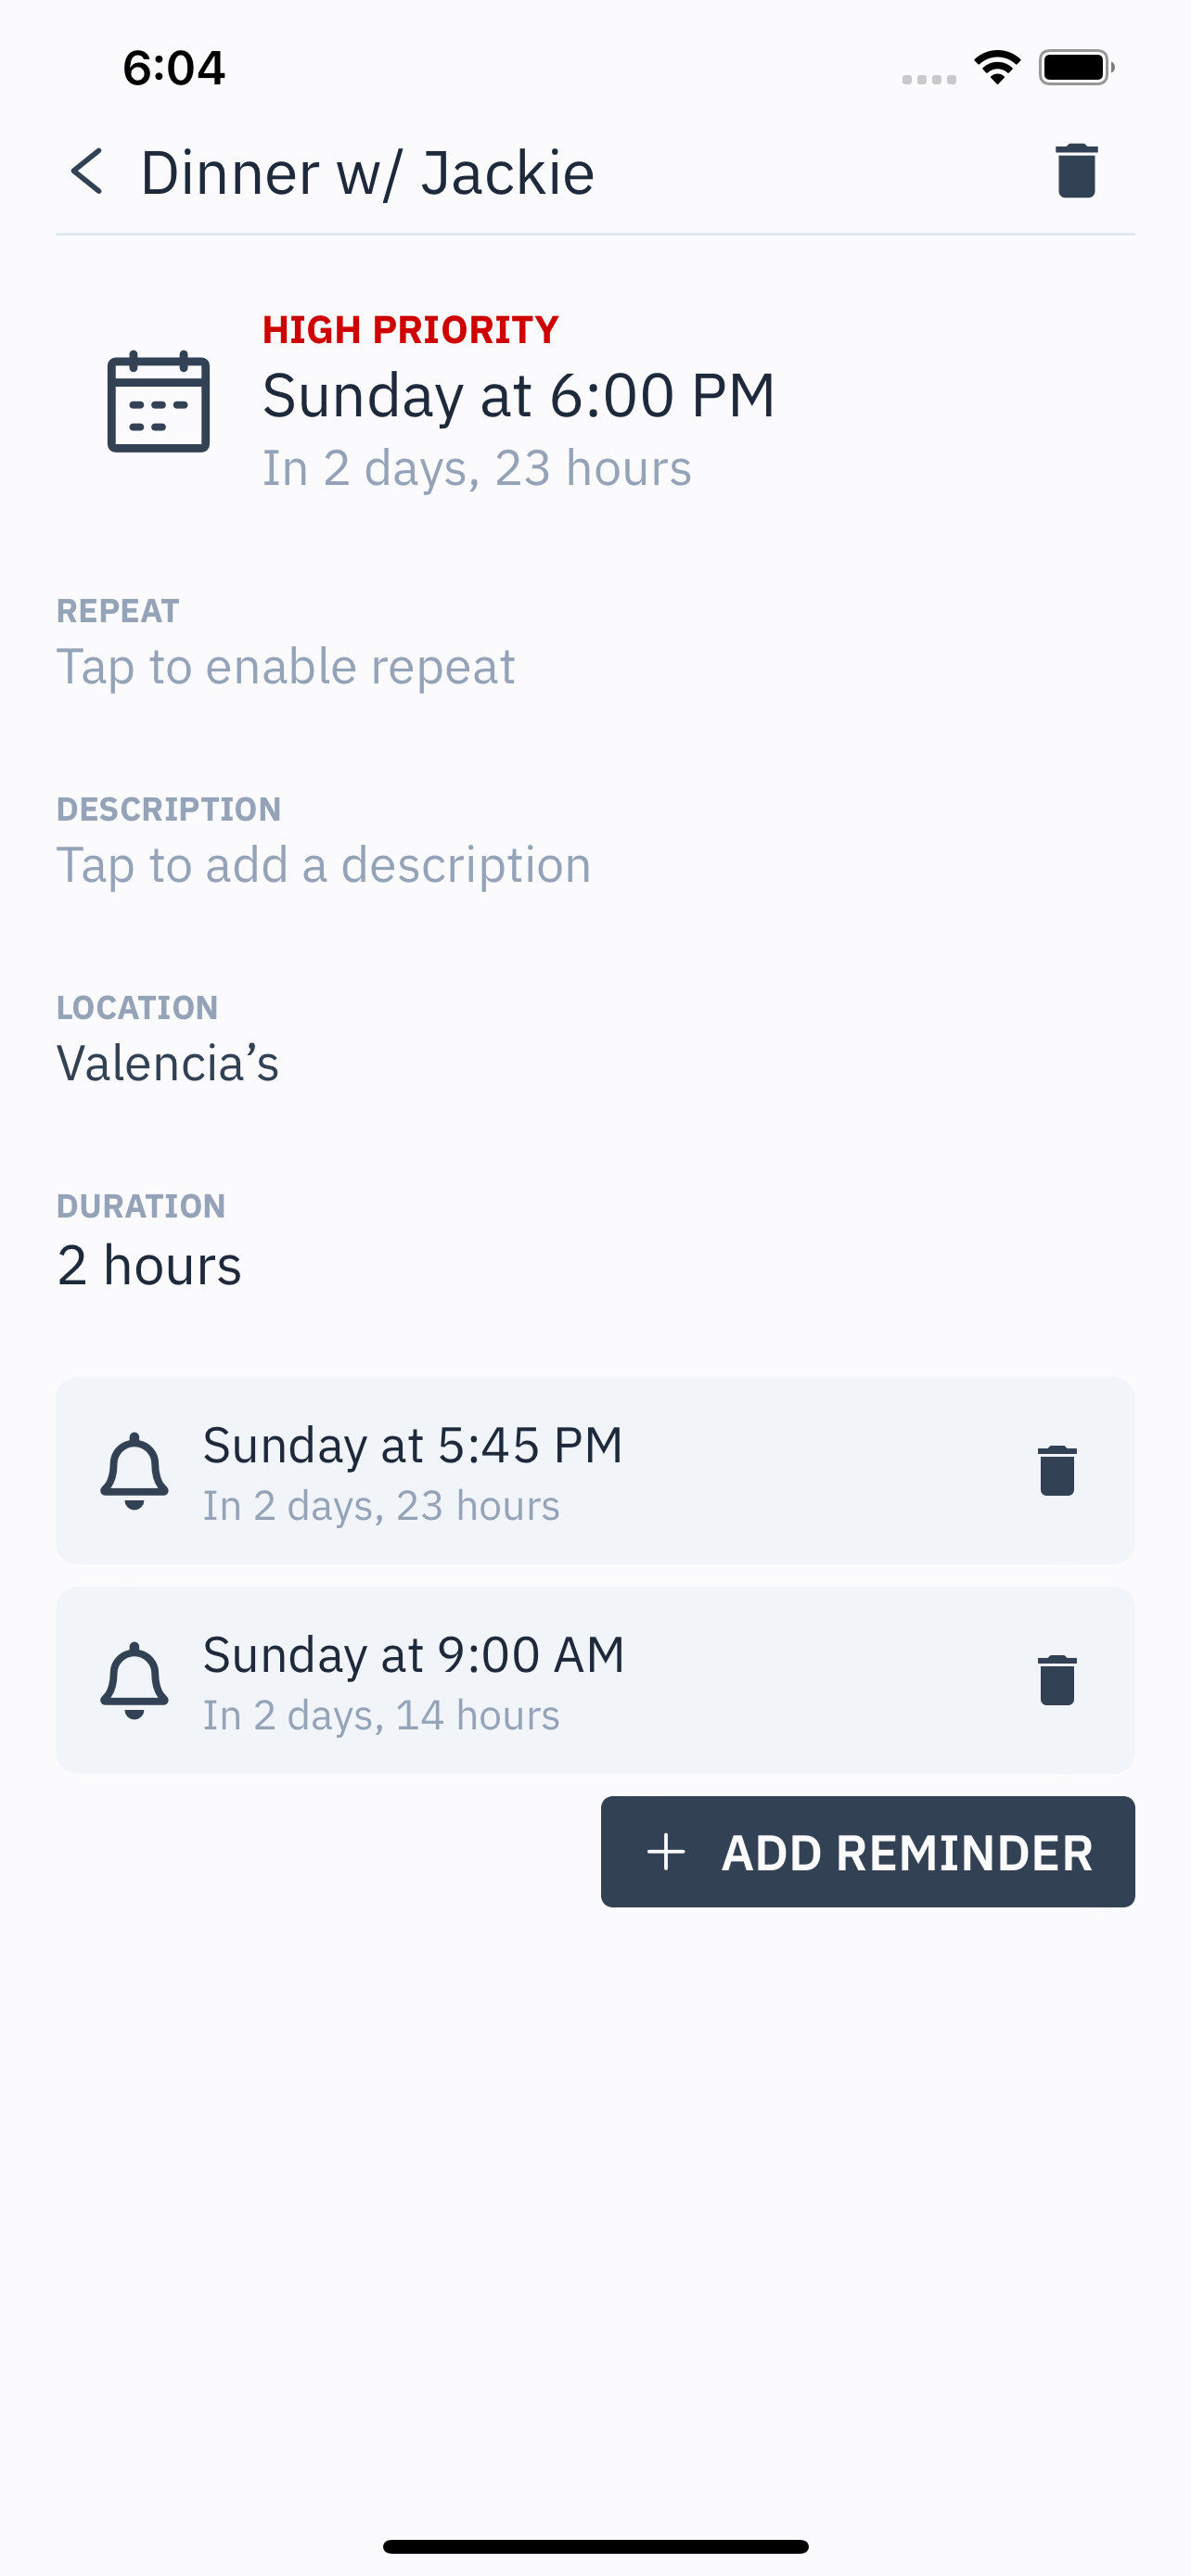 6:04
Dinner w/ Jackie
HIGH PRIORITY
Sunday at 6:00 PM
In 2 days, 23 hours
REPEAT
Tap to enable repeat
DESCRIPTION
Tap to add a description
LOCATION
Valencia’s
DURATION
2 hours
Sunday at 5:45 PM
In 2 days, 23 hours
Sunday at 9:00 AM
In 2 days, 14 hours
ADD REMINDER